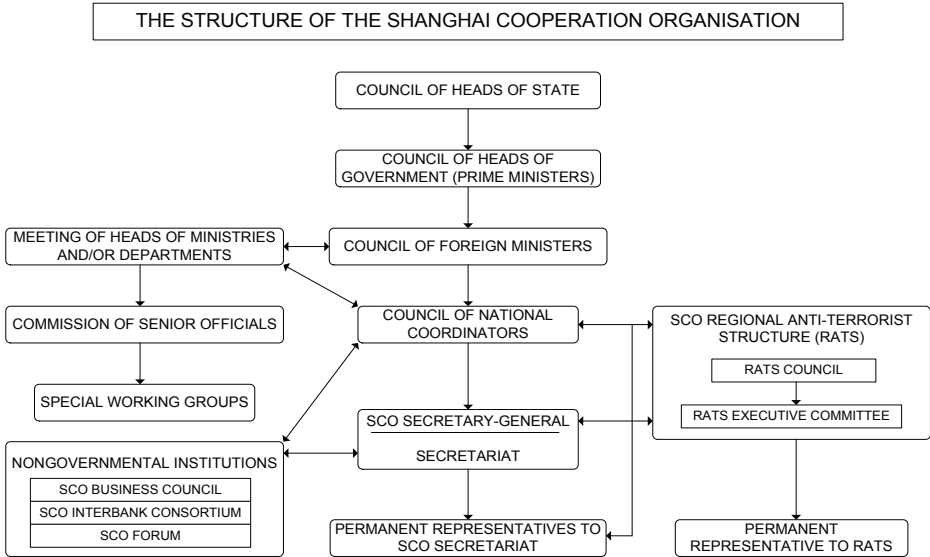 THE STRUCTURE OF THE SHANGHAI COOPERATION ORGANISATION
COUNCIL OF HEADS OF STATE
COUNCIL OF HEADS OF
GOVERNMENT (PRIME MINISTERS)
MEETING OF HEADS OF MINISTRIES
AND/OR DEPARTMENTS
COUNCIL OF FOREIGN MINISTERS
COMMISSION OF SENIOR OFFICIALS
COUNCIL OF NATIONAL
COORDINATORS
SCO REGIONAL ANTI-TERRORIST
STRUCTURE (RATS)
RATS COUNCIL
RATS EXECUTIVE COMMITTEE
SPECIAL WORKING GROUPS
SCO SECRETARY-GENERAL
SECRETARIAT
NONGOVERNMENTAL INSTITUTIONS
SCO BUSINESS COUNCIL
SCO INTERBANK CONSORTIUM
SCO FORUM
PERMANENT REPRESENTATIVES TO
SCO SECRETARIAT
PERMANENT
REPRESENTATIVE TO RATS